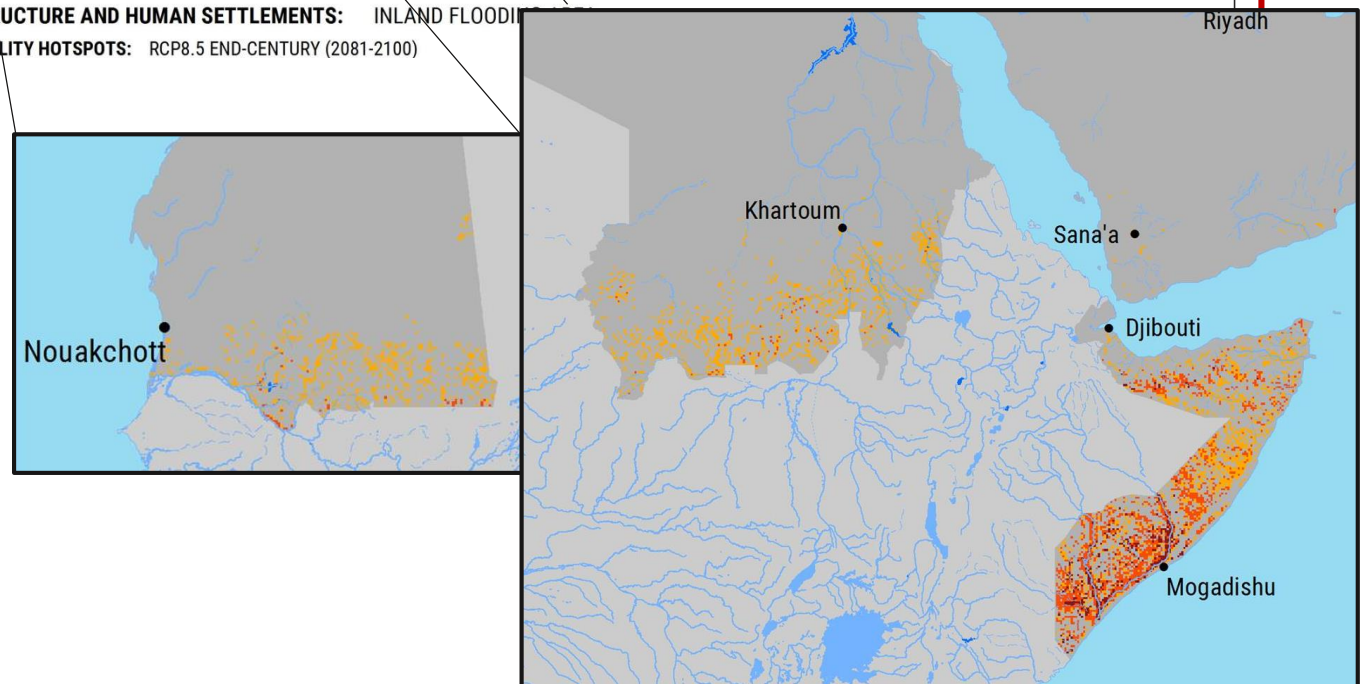 UCTURE AND HUMAN SETTLEMENTS: INLAND
LITY HOTSPOTS: RCP8.5 END-CENTURY (2081-2100)
Riyadh
Khartoum
Sana'a
Djibouti
Nouakchott
Mogadishu